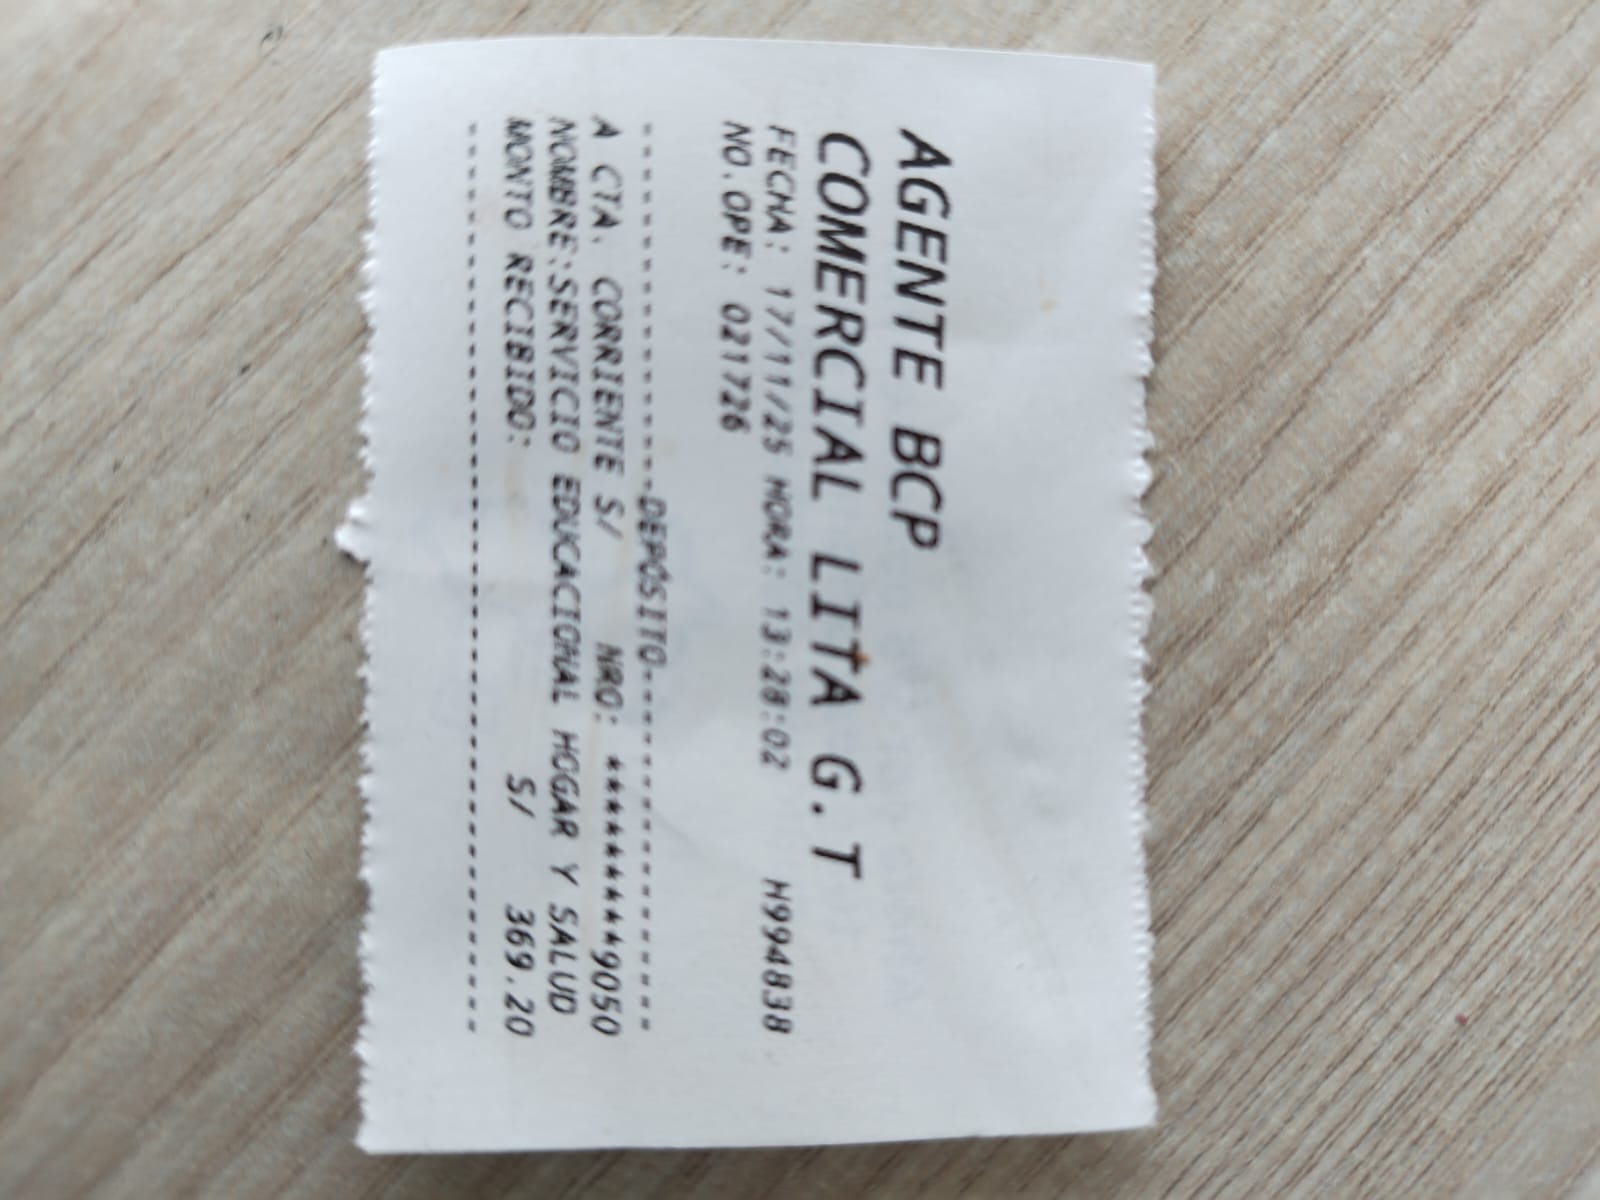 AGENTE BCP
COMERCIAL LITA G.T
FECHA: 17/11/25 HORA: 13:28:02 H994838
NO.OPE: 021726
---------------DEPÓSITO---------------
A CTA. CORRIENTE S/ NRO: *********9050
NOMBRE:SERVICIO EDUCACIONAL HOGAR Y SALUD
MONTO RECIBIDO: S/ 369.20
--------------------------------------